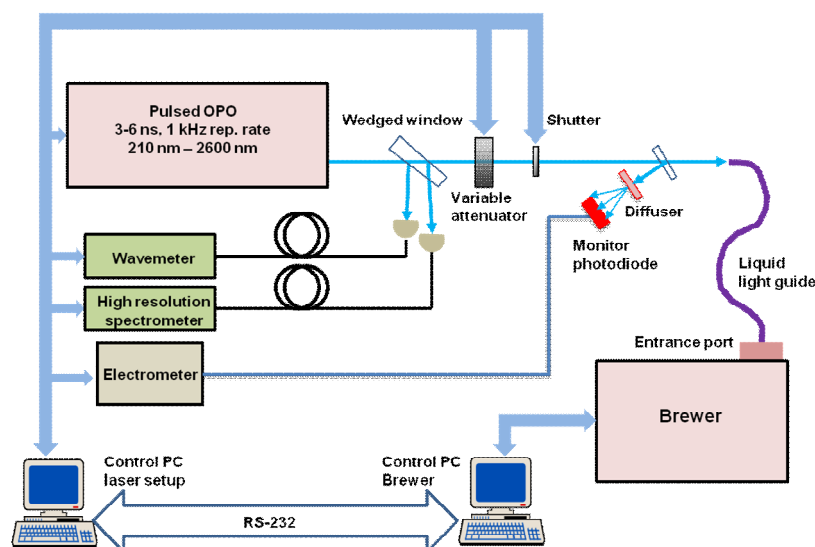 Pulsed OPO
3-6 ns, 1 kHz rep. rate
210 nm – 2600 nm
Wedged window
Shutter
Variable
attenuator
Diffuser
Monitor
photodiode
Liquid
light guide
Wavemeter
High resolution
spectrometer
Electrometer
Entrance port
Brewer
Control PC
laser setup
Control PC
Brewer
RS-232